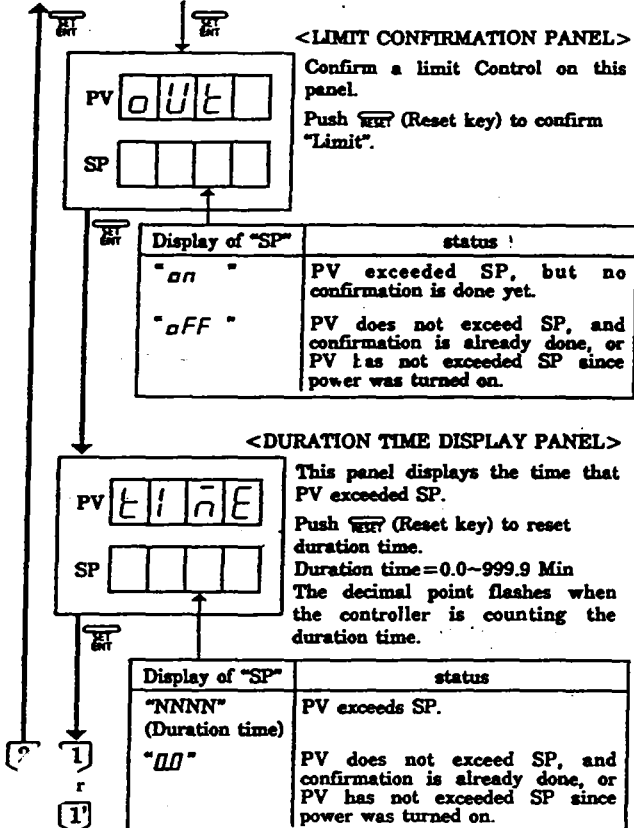 SET ENT
SET ENT
<LIMIT CONFIRMATION PANEL>
Confirm a limit Control on this
panel.
Push RESET (Reset key) to confirm
"Limit".
PV oUt
SP
SET ENT
Display of "SP" status
"on " PV exceeded SP, but no
confirmation is done yet.
"oFF " PV does not exceed SP, and
confirmation is already done, or
PV has not exceeded SP since
power was turned on.
<DURATION TIME DISPLAY PANEL>
This panel displays the time that
PV exceeded SP.
Push RESET (Reset key) to reset
duration time.
Duration time=0.0~999.9 Min
The decimal point flashes when
the controller is counting the
duration time.
PV tImE
SP
SET ENT
Display of "SP" status
"NNNN" PV exceeds SP.
(Duration time)
"0.0" PV does not exceed SP, and
confirmation is already done, or
PV has not exceeded SP since
power was turned on.
1
r
1'